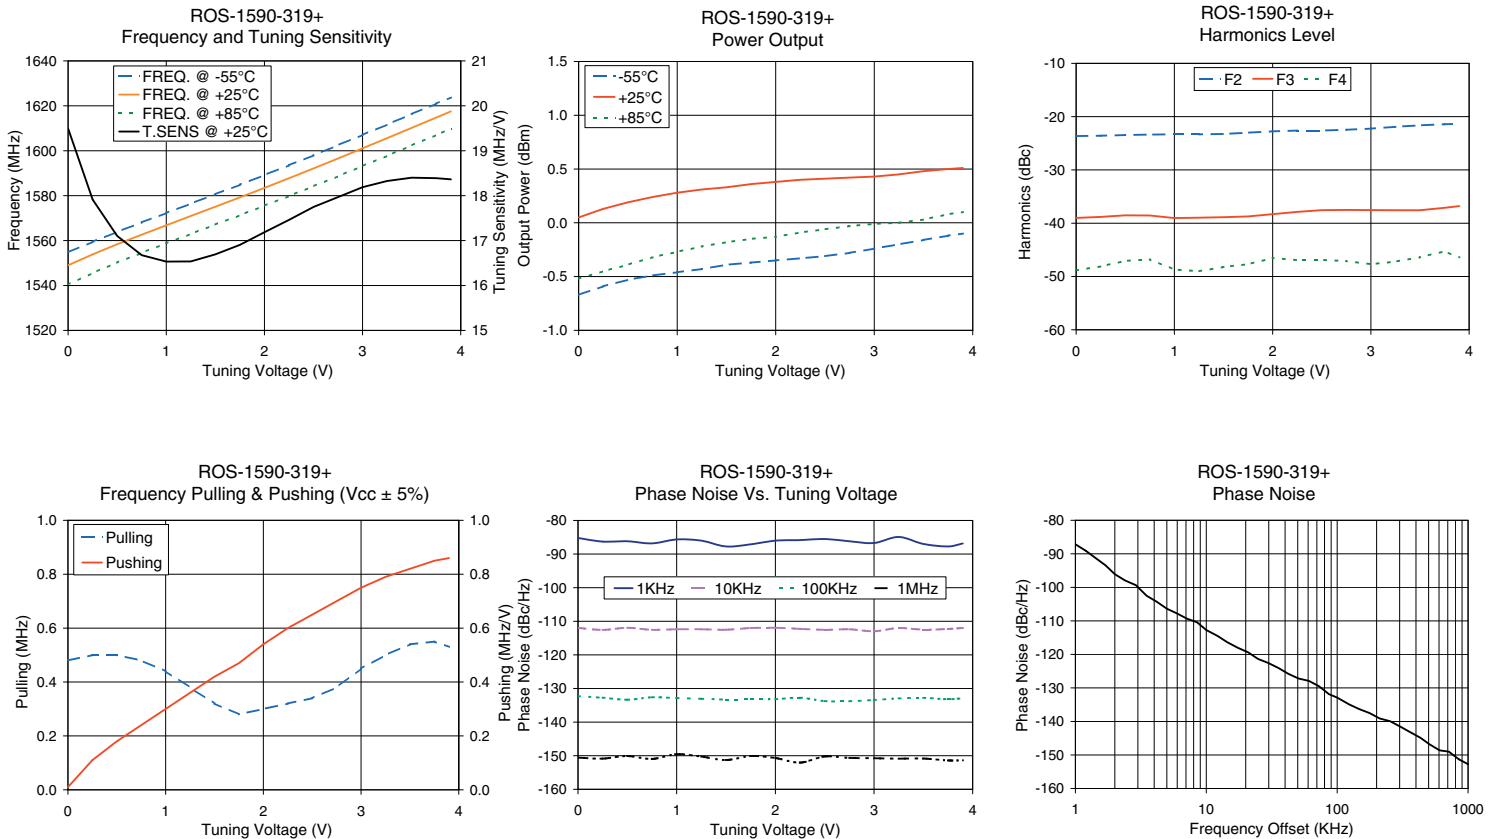 ROS-1590-319+
Frequency and Tuning Sensitivity
1640
1620
1600
1580
1560
1540
1520
Frequency (MHz)
FREQ. @ -55°C
FREQ. @ +25°C
FREQ. @ +85°C
T.SENS @ +25°C
21
20
19
18
17
16
15
Tuning Sensitivity (MHz/V)
0 1 2 3 4
Tuning Voltage (V)
ROS-1590-319+
Power Output
1.5
1.0
0.5
0.0
-0.5
-1.0
Output Power (dBm)
-55°C
+25°C
+85°C
0 1 2 3 4
Tuning Voltage (V)
ROS-1590-319+
Harmonics Level
-10
-20
-30
-40
-50
-60
Harmonics (dBc)
F2 F3 F4
0 1 2 3 4
Tuning Voltage (V)
ROS-1590-319+
Frequency Pulling & Pushing (Vcc ± 5%)
1.0
0.8
0.6
0.4
0.2
0.0
Pulling (MHz)
Pulling
Pushing
1.0
0.8
0.6
0.4
0.2
0.0
Pushing (MHz/V)
0 1 2 3 4
Tuning Voltage (V)
ROS-1590-319+
Phase Noise Vs. Tuning Voltage
-80
-90
-100
-110
-120
-130
-140
-150
-160
Phase Noise (dBc/Hz)
1KHz 10KHz 100KHz 1MHz
0 1 2 3 4
Tuning Voltage (V)
ROS-1590-319+
Phase Noise
-80
-90
-100
-110
-120
-130
-140
-150
-160
Phase Noise (dBc/Hz)
1 10 100 1000
Frequency Offset (KHz)